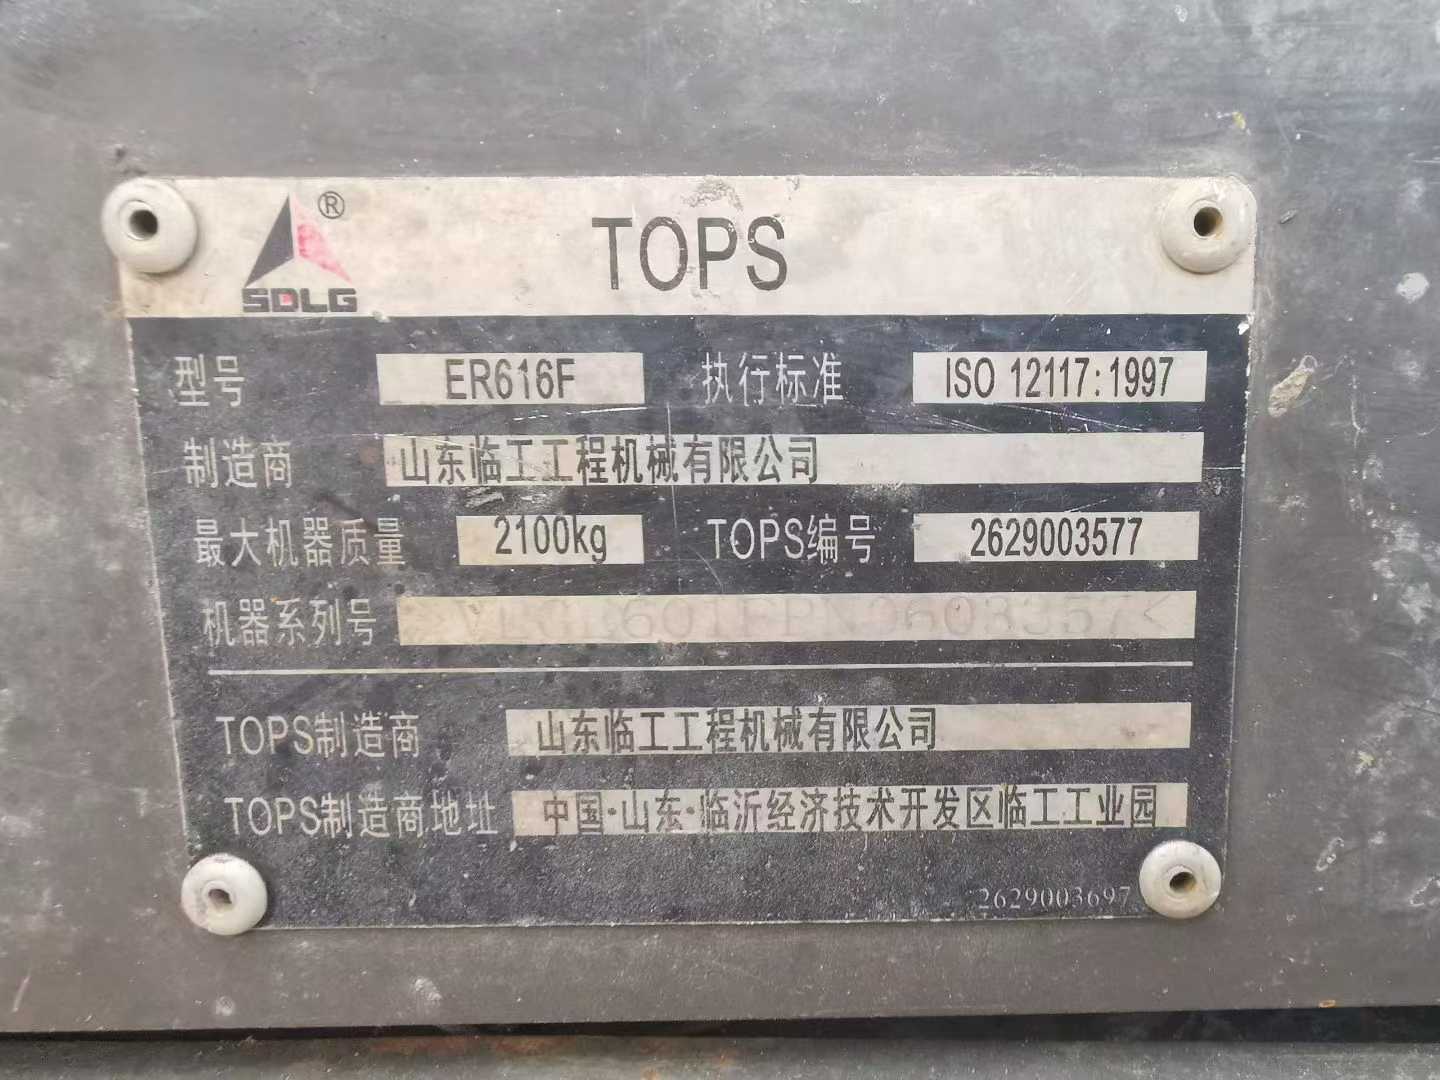 SDLG ® TOPS
型号 ER616F 执行标准 ISO 12117:1997
制造商 山东临工工程机械有限公司
最大机器质量 2100kg TOPS编号 2629003577
机器系列号
TOPS制造商 山东临工工程机械有限公司
TOPS制造商地址 中国·山东·临沂经济技术开发区临工工业园
2629003697